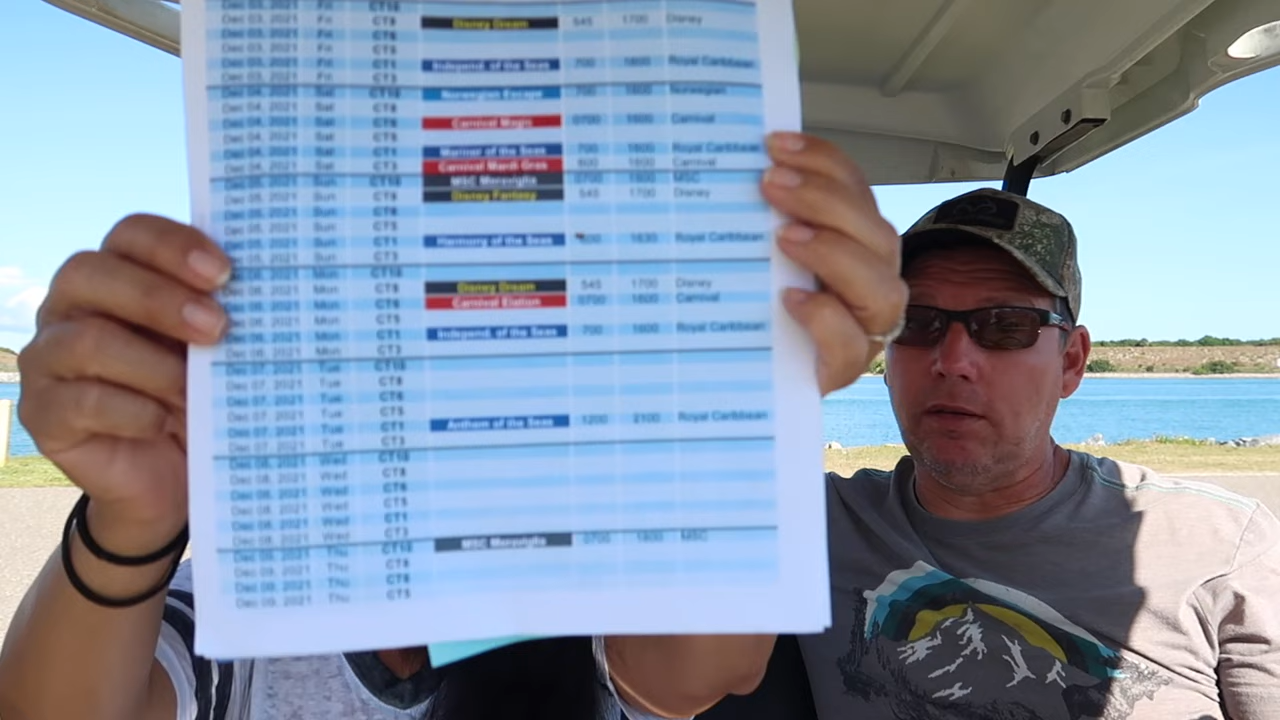 Dec 03, 2021 Fri CT10
Dec 03, 2021 Fri CT8 Disney Dream 545 1700 Disney
Dec 03, 2021 Fri CT6
Dec 03, 2021 Fri CT5
Dec 03, 2021 Fri CT1 Independ. of the Seas 700 1600 Royal Caribbean
Dec 03, 2021 Fri CT3
Dec 04, 2021 Sat CT10 Norwegian Escape 700 1600 Norwegian
Dec 04, 2021 Sat CT8
Dec 04, 2021 Sat CT6 Carnival Magic 0700 1600 Carnival
Dec 04, 2021 Sat CT5
Dec 04, 2021 Sat CT1 Mariner of the Seas 700 1600 Royal Caribbean
Dec 04, 2021 Sat CT3 Carnival Mardi Gras 800 1600 Carnival
Dec 05, 2021 Sun CT10 MSC Meraviglia 0700 1800 MSC
Dec 05, 2021 Sun CT8 Disney Fantasy 545 1700 Disney
Dec 05, 2021 Sun CT6
Dec 05, 2021 Sun CT5
Dec 05, 2021 Sun CT1 Harmony of the Seas 1630 Royal Caribbean
Dec 05, 2021 Sun CT3
Dec 06, 2021 Mon CT10
Dec 06, 2021 Mon CT8 Disney Dream 545 1700 Disney
Dec 06, 2021 Mon CT6 Carnival Elation 0700 1600 Carnival
Dec 06, 2021 Mon CT5
Dec 06, 2021 Mon CT1 Independ. of the Seas 700 1600 Royal Caribbean
Dec 06, 2021 Mon CT3
Dec 07, 2021 Tue CT10
Dec 07, 2021 Tue CT8
Dec 07, 2021 Tue CT6
Dec 07, 2021 Tue CT5
Dec 07, 2021 Tue CT1 Anthem of the Seas 1200 2100 Royal Caribbean
Dec 07, 2021 Tue CT3
Dec 08, 2021 Wed CT10
Dec 08, 2021 Wed CT8
Dec 08, 2021 Wed CT6
Dec 08, 2021 Wed CT5
Dec 08, 2021 Wed CT1
Dec 08, 2021 Wed CT3
Dec 09, 2021 Thu CT10 MSC Meraviglia 0700 1800 MSC
Dec 09, 2021 Thu CT8
Dec 09, 2021 Thu CT6
Dec 09, 2021 Thu CT5